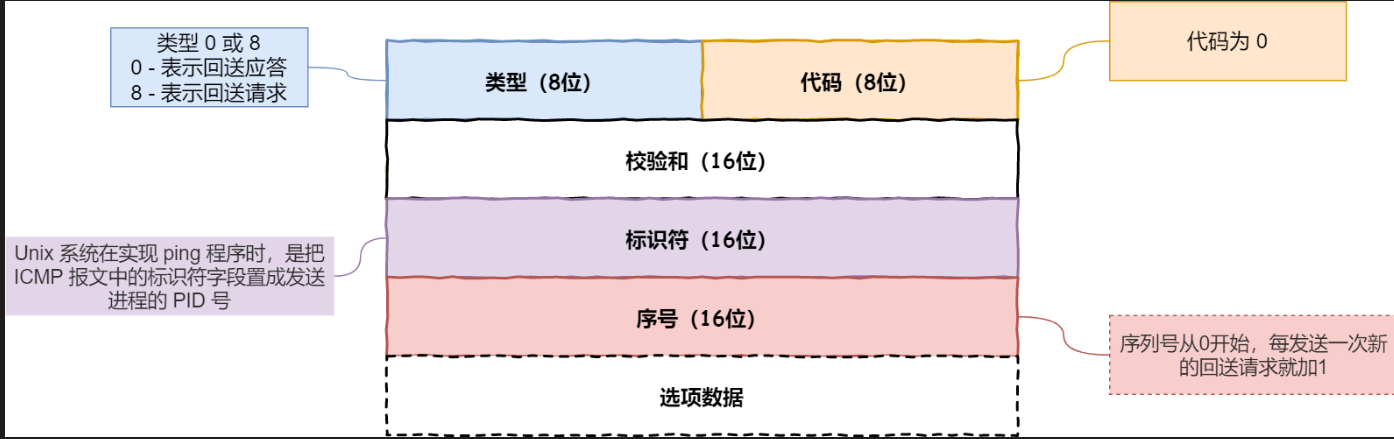 类型 0 或 8
0 - 表示回送应答
8 - 表示回送请求
类型（8位）
代码（8位）
代码为 0
校验和（16位）
Unix 系统在实现 ping 程序时，是把
ICMP 报文中的标识符字段置成发送
进程的 PID 号
标识符（16位）
序号（16位）
序列号从0开始，每发送一次新
的回送请求就加1
选项数据